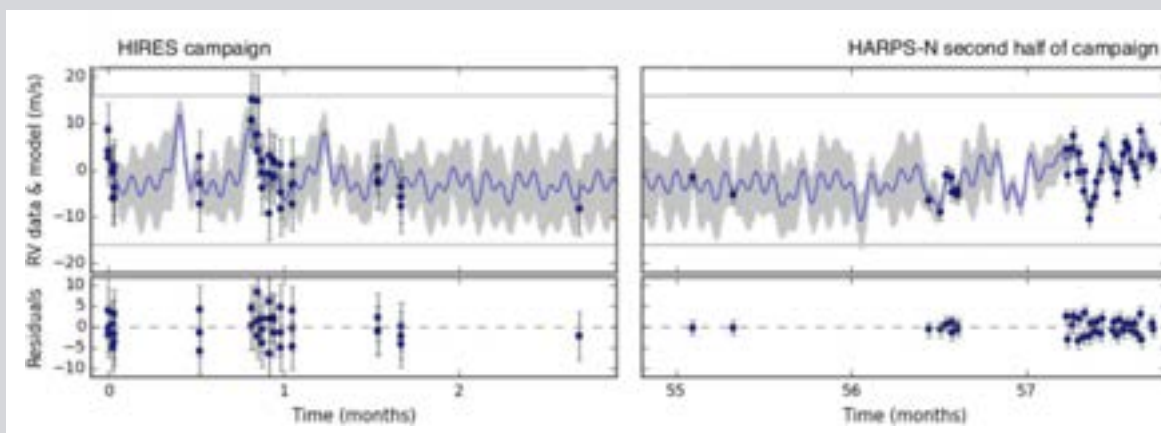 HIRES campaign
HARPS-N second half of campaign
RV data & model (m/s)
20
10
0
−10
−20
Residuals
10
5
0
−5
−10
0
1
2
55
56
57
Time (months)
Time (months)